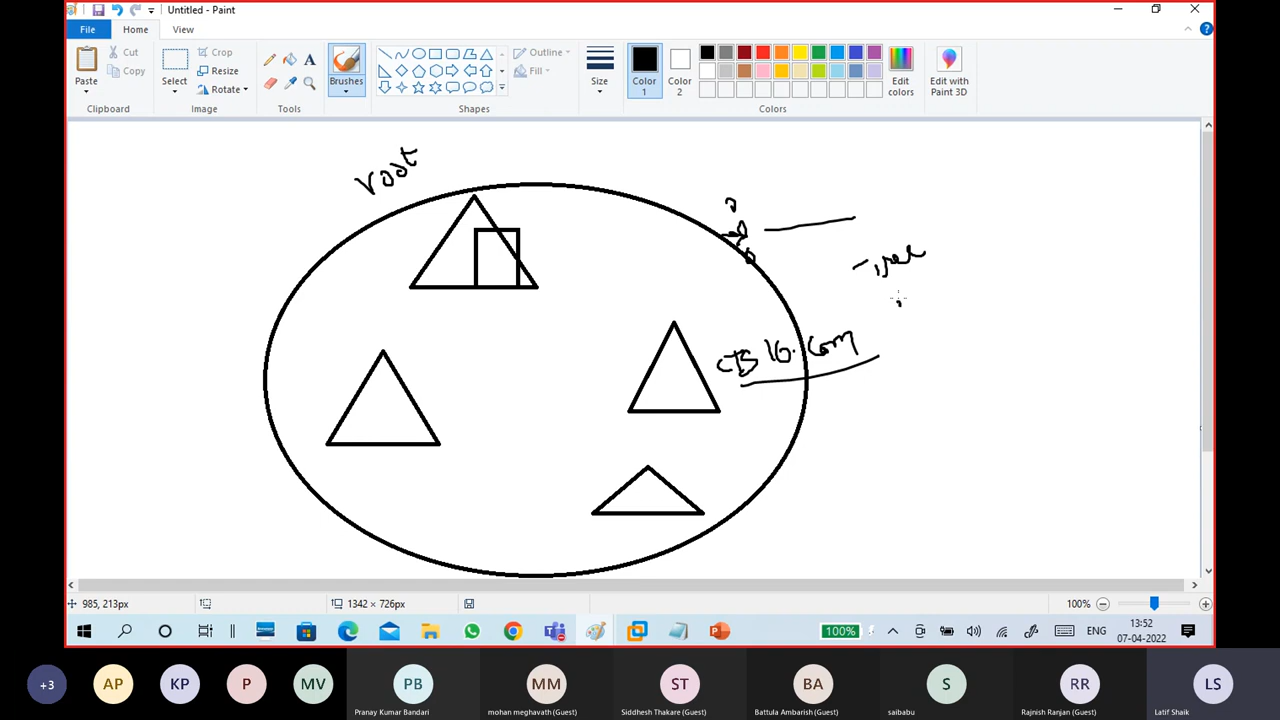 Untitled - Paint
File
Home
View
Paste
Cut
Copy
Clipboard
Select
Crop
Resize
Rotate
Image
A
Tools
Brushes
Outline
Fill
Shapes
Size
Color 1
Color 2
Edit colors
Colors
Edit with Paint 3D
root
CTS 16.com
985, 213px
1342 × 726px
100%
100%
ENG
13:52
07-04-2022
+3
AP
KP
P
MV
PB
MM
ST
BA
S
RR
LS
Pranay Kumar Bandari
mohan meghavath (Guest)
Siddhesh Thakare (Guest)
Battula Ambarish (Guest)
saibabu
Rajnish Ranjan (Guest)
Latif Shaik